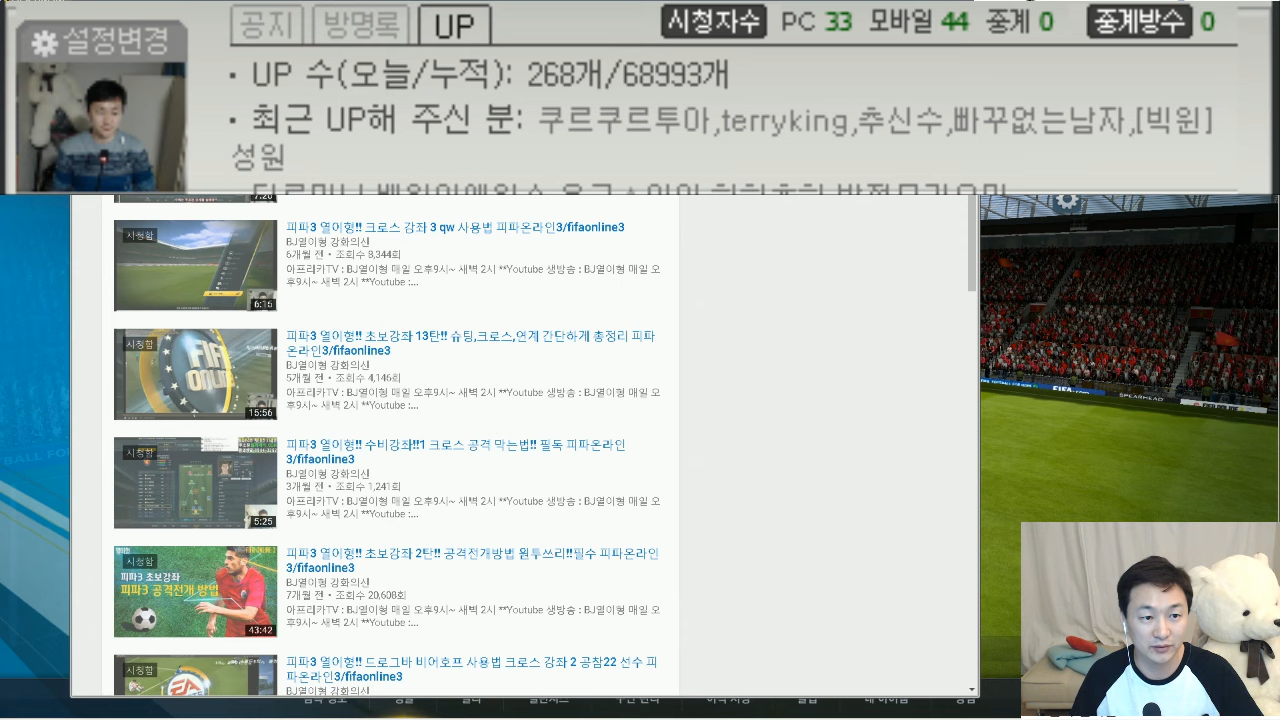 설정변경
공지 방명록 UP
시청자수 PC 33 모바일 44 중계 0 중계방수 0
· UP 수(오늘/누적): 268개/68993개
· 최근 UP해 주신 분: 쿠르쿠르투아,terryking,추신수,빠꾸없는남자,[빅윈]
성원
7:20
시청함
6:15
피파3 열이형!! 크로스 강좌 3 qw 사용법 피파온라인3/fifaonline3
BJ열이형 강화의신
6개월 전 • 조회수 8,344회
아프리카TV : BJ열이형 매일 오후9시~ 새벽 2시 **Youtube 생방송 : BJ열이형 매일 오
후9시~ 새벽 2시 **Youtube :...
시청함
15:56
피파3 열이형!! 초보강좌 13탄!! 슈팅,크로스,연계 간단하게 총정리 피파
온라인3/fifaonline3
BJ열이형 강화의신
5개월 전 • 조회수 4,146회
아프리카TV : BJ열이형 매일 오후9시~ 새벽 2시 **Youtube 생방송 : BJ열이형 매일 오
후9시~ 새벽 2시 **Youtube :...
시청함
5:25
피파3 열이형!! 수비강좌!!1 크로스 공격 막는법!! 필독 피파온라인
3/fifaonline3
BJ열이형 강화의신
3개월 전 • 조회수 1,241회
아프리카TV : BJ열이형 매일 오후9시~ 새벽 2시 **Youtube 생방송 : BJ열이형 매일 오
후9시~ 새벽 2시 **Youtube :...
시청함
피파3 초보강좌
피파3 공격전개 방법
43:42
피파3 열이형!! 초보강좌 2탄!! 공격전개방법 원투쓰리!!필수 피파온라인
3/fifaonline3
BJ열이형 강화의신
7개월 전 • 조회수 20,608회
아프리카TV : BJ열이형 매일 오후9시~ 새벽 2시 **Youtube 생방송 : BJ열이형 매일 오
후9시~ 새벽 2시 **Youtube :...
시청함
피파3 열이형!! 드로그바 비어호프 사용법 크로스 강좌 2 공참22 선수 피
파온라인3/fifaonline3
BJ열이형 강화의신
SPEARHEAD